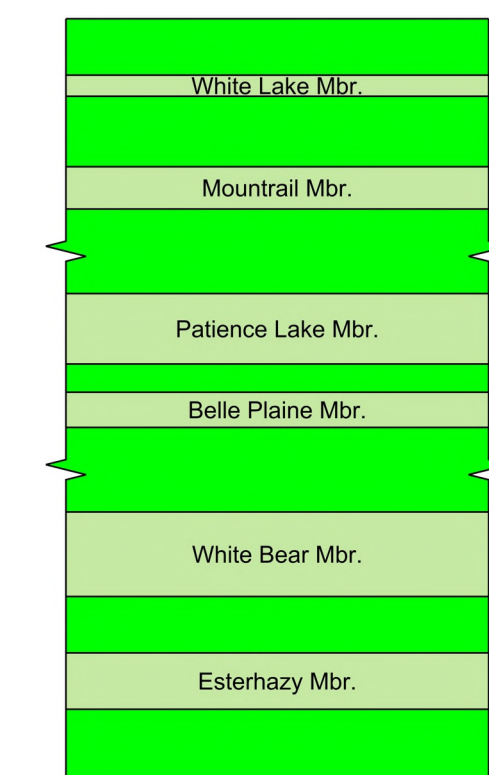 White Lake Mbr.
Mountrail Mbr.
Patience Lake Mbr.
Belle Plaine Mbr.
White Bear Mbr.
Esterhazy Mbr.